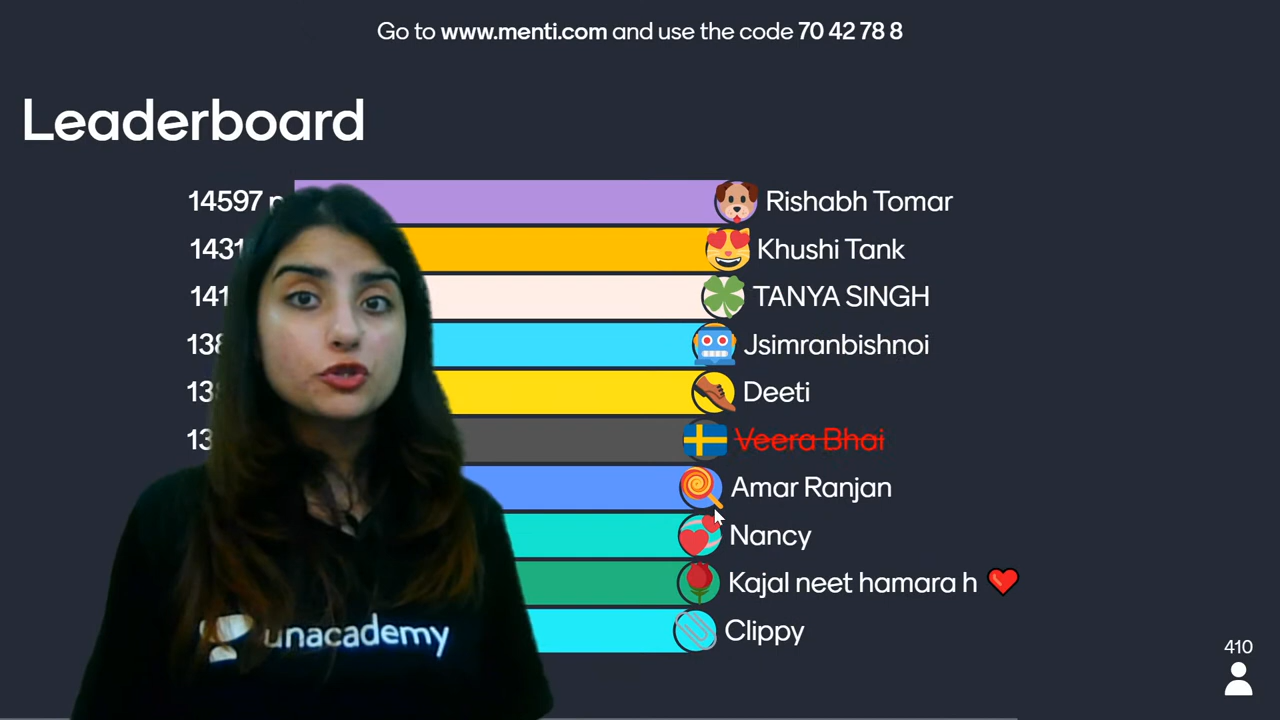 Go to www.menti.com and use the code 70 42 78 8
Leaderboard
14597 Rishabh Tomar
Khushi Tank
TANYA SINGH
Jsimranbishnoi
Deeti
Veera Bhai
Amar Ranjan
Nancy
Kajal neet hamara h ❤️
Clippy
unacademy
410